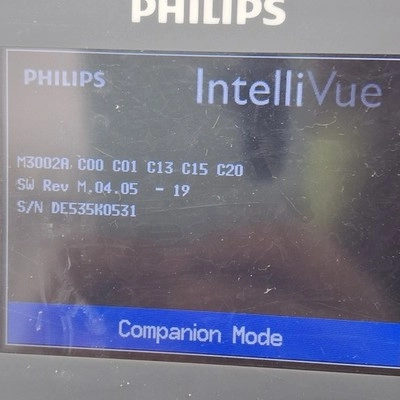 PHILIPS
PHILIPS IntelliVue
M3002A C00 C01 C13 C15 C20
SW Rev M.04.05 - 19
S/N DE535K0531
Companion Mode